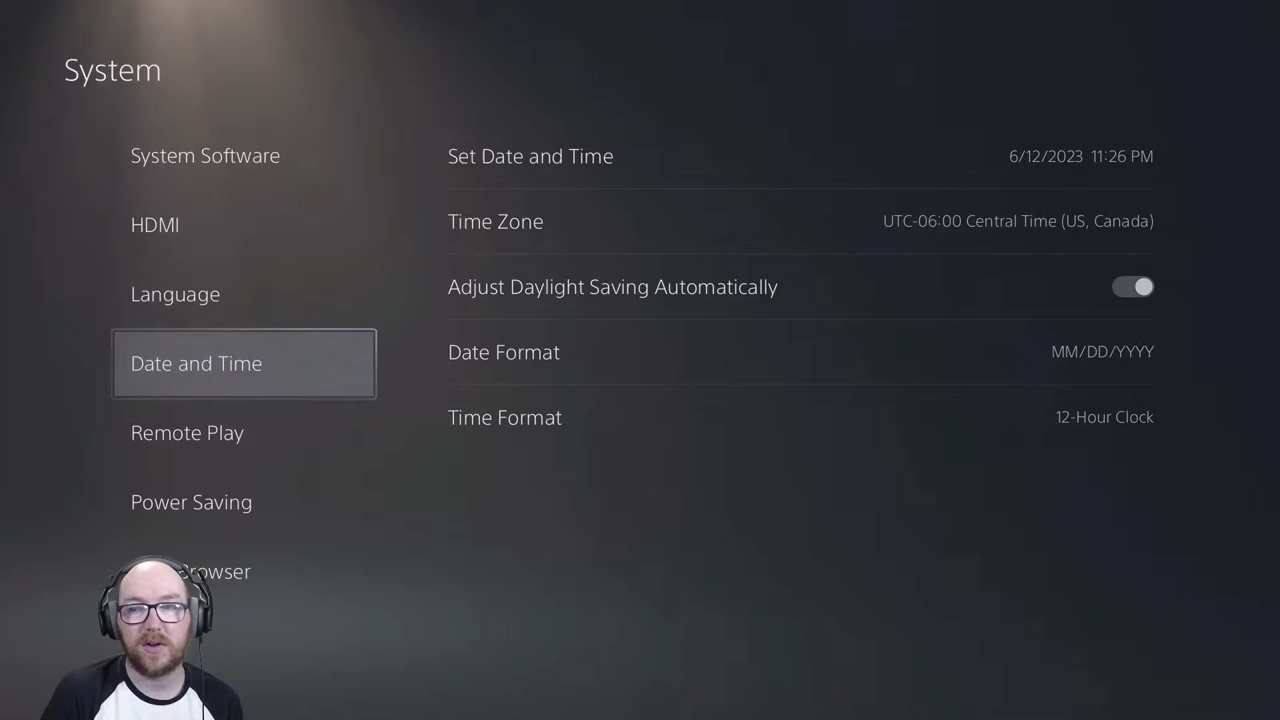 System
System Software
HDMI
Language
Date and Time
Remote Play
Power Saving
Browser
Set Date and Time 6/12/2023 11:26 PM
Time Zone UTC-06:00 Central Time (US, Canada)
Adjust Daylight Saving Automatically
Date Format MM/DD/YYYY
Time Format 12-Hour Clock